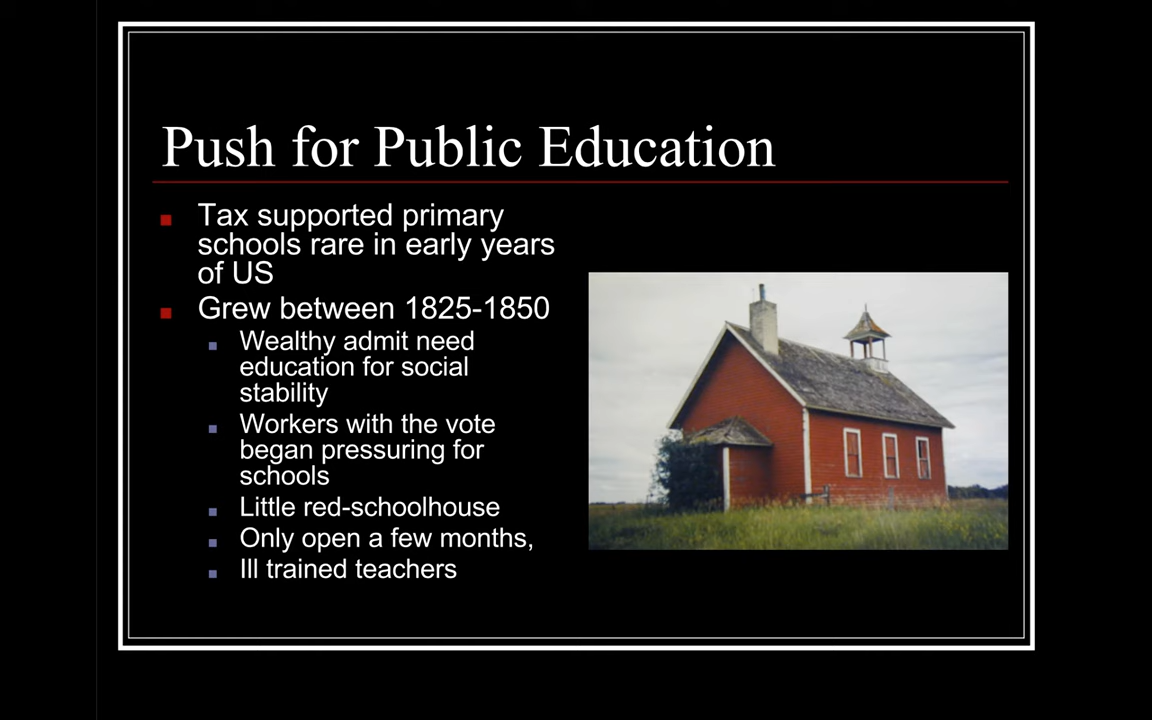 Push for Public Education
Tax supported primary
schools rare in early years
of US
Grew between 1825-1850
Wealthy admit need
education for social
stability
Workers with the vote
began pressuring for
schools
Little red-schoolhouse
Only open a few months,
Ill trained teachers